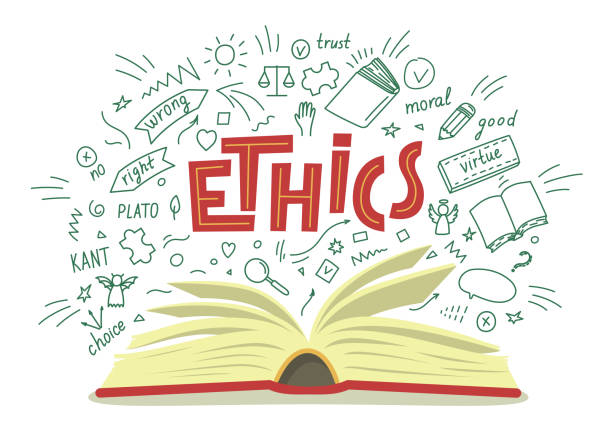 trust
wrong
moral
good
no
right
ETHiCS
virtue
PLATO
KANT
choice
?